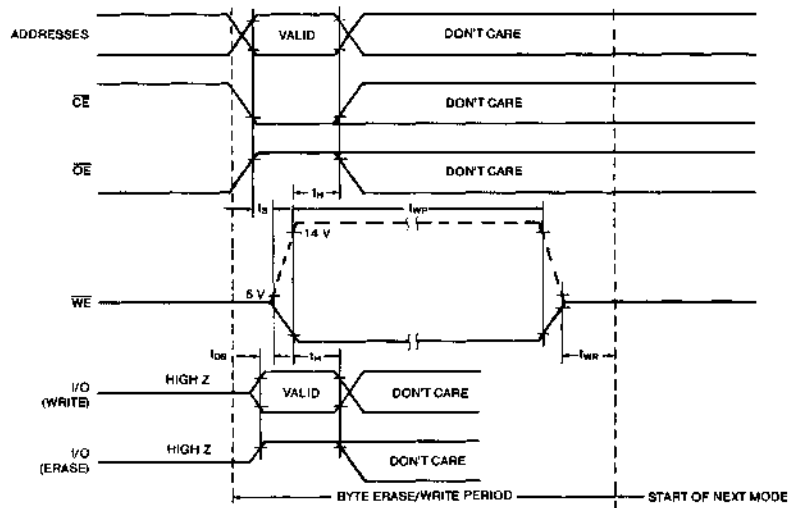 ADDRESSES VALID DON'T CARE
CE DON'T CARE
OE DON'T CARE
tS tH tWP
14 V
6 V
WE
tDS tH tWR
I/O (WRITE) HIGH Z VALID DON'T CARE
I/O (ERASE) HIGH Z DON'T CARE
BYTE ERASE/WRITE PERIOD START OF NEXT MODE